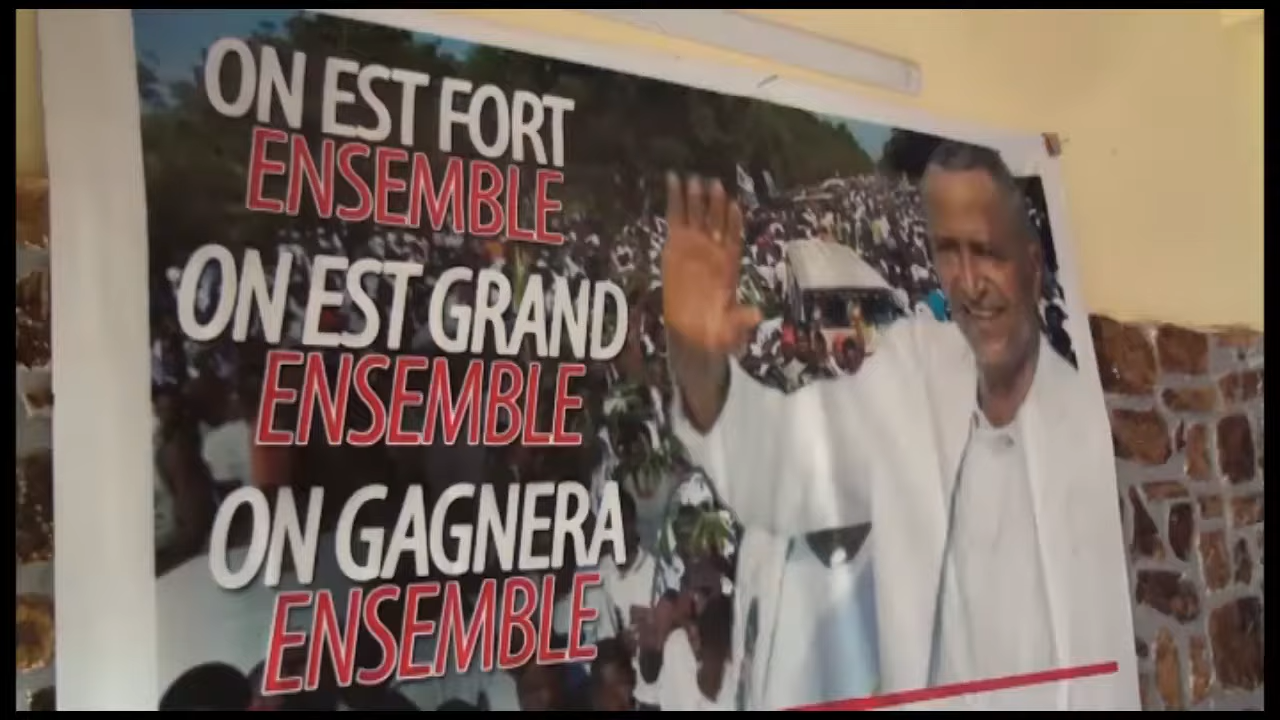 ON EST FORT
ENSEMBLE
ON EST GRAND
ENSEMBLE
ON GAGNERA
ENSEMBLE